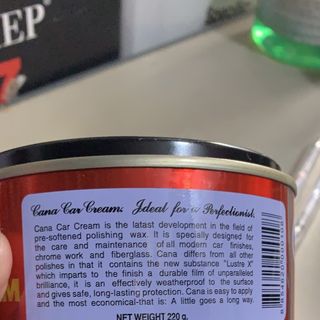 EP
Cana Car Cream: Ideal for a Perfectionist.
Cana Car Cream is the latast development in the field of
pre-softened polishing wax. It is specialy designed for
the care and maintenance of all modern car finishes,
chrome work and fiberglass. Cana differs from all other
polishes in that it contains the new substance "Lustre X"
which imparts to the finish a durable film of unparalleled
brilliance, it is an effectively weatherproof to the surface
and gives safe, long-lasting protection. Cana is easy to apply
and the most economical-that is: A little goes a long way.
NET WEIGHT 220 g.